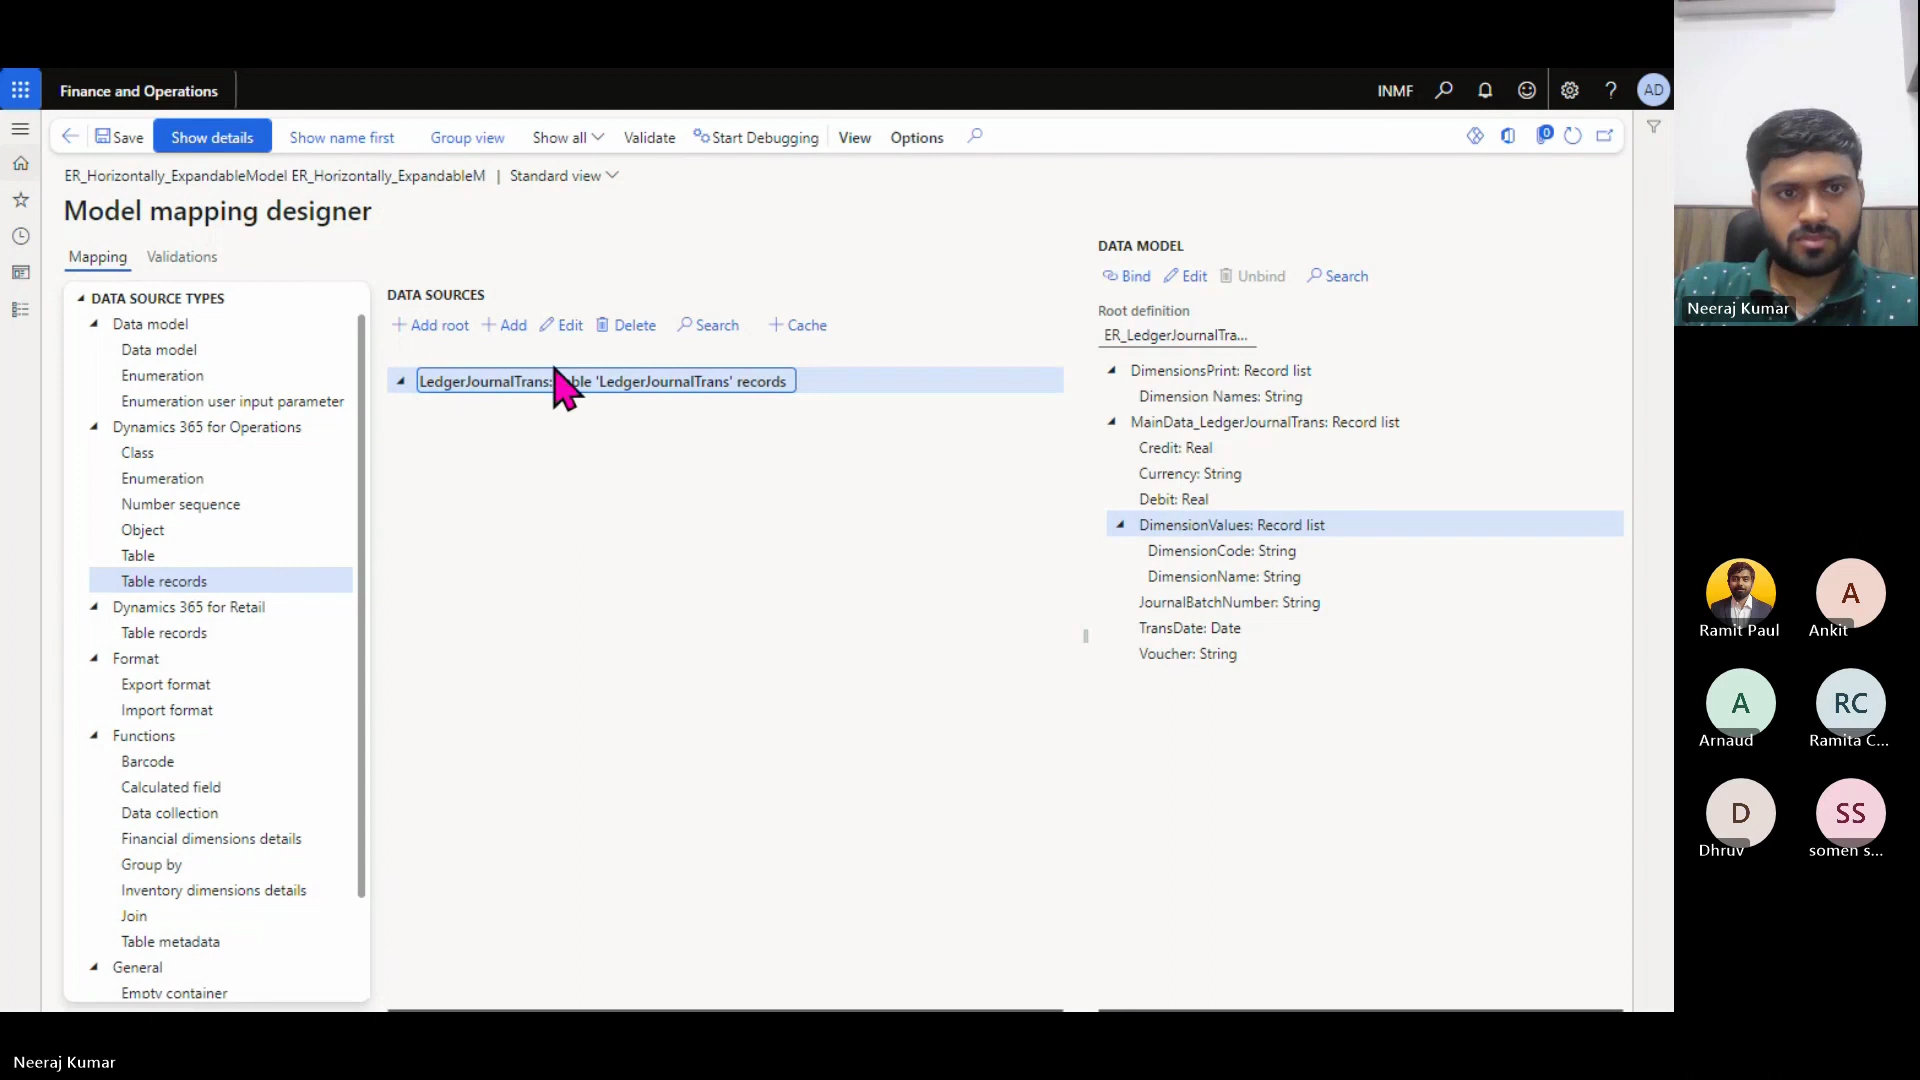 Finance and Operations
INMF
AD
Save
Show details
Show name first
Group view
Show all
Validate
Start Debugging
View
Options
0
ER_Horizontally_ExpandableModel ER_Horizontally_ExpandableM | Standard view
Model mapping designer
Mapping
Validations
DATA SOURCE TYPES
Data model
Data model
Enumeration
Enumeration user input parameter
Dynamics 365 for Operations
Class
Enumeration
Number sequence
Object
Table
Table records
Dynamics 365 for Retail
Table records
Format
Export format
Import format
Functions
Barcode
Calculated field
Data collection
Financial dimensions details
Group by
Inventory dimensions details
Join
Table metadata
General
Empty container
DATA SOURCES
Add root
Add
Edit
Delete
Search
Cache
LedgerJournalTrans: 'LedgerJournalTrans' records
DATA MODEL
Bind
Edit
Unbind
Search
Root definition
ER_LedgerJournalTra...
DimensionsPrint: Record list
Dimension Names: String
MainData_LedgerJournalTrans: Record list
Credit: Real
Currency: String
Debit: Real
DimensionValues: Record list
DimensionCode: String
DimensionName: String
JournalBatchNumber: String
TransDate: Date
Voucher: String
Neeraj Kumar
Ramit Paul
A
Ankit
A
Arnaud
RC
Ramita C...
D
Dhruv
SS
somen s...
Neeraj Kumar